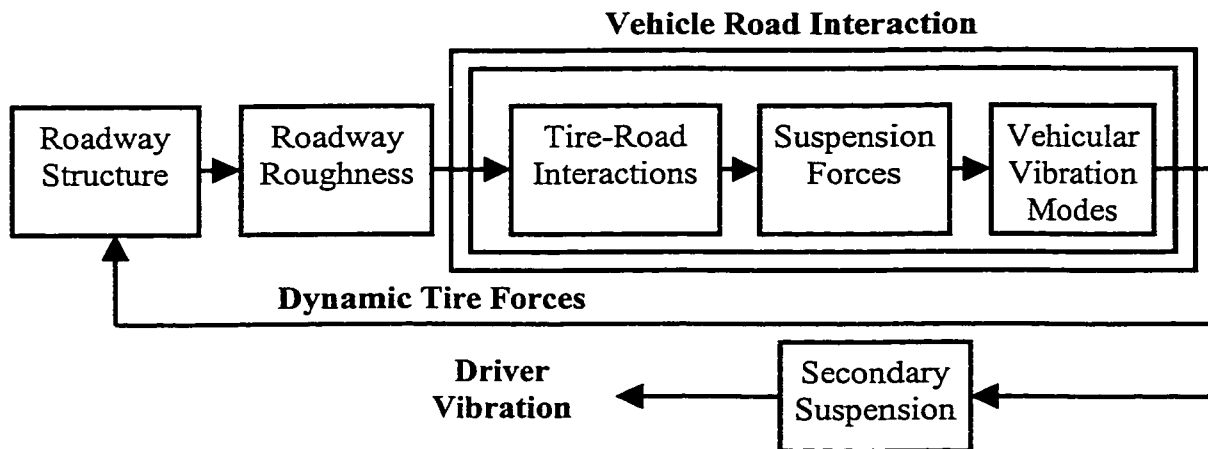 Vehicle Road Interaction
Roadway
Structure
Roadway
Roughness
Tire-Road
Interactions
Suspension
Forces
Vehicular
Vibration
Modes
Dynamic Tire Forces
Driver
Vibration
Secondary
Suspension